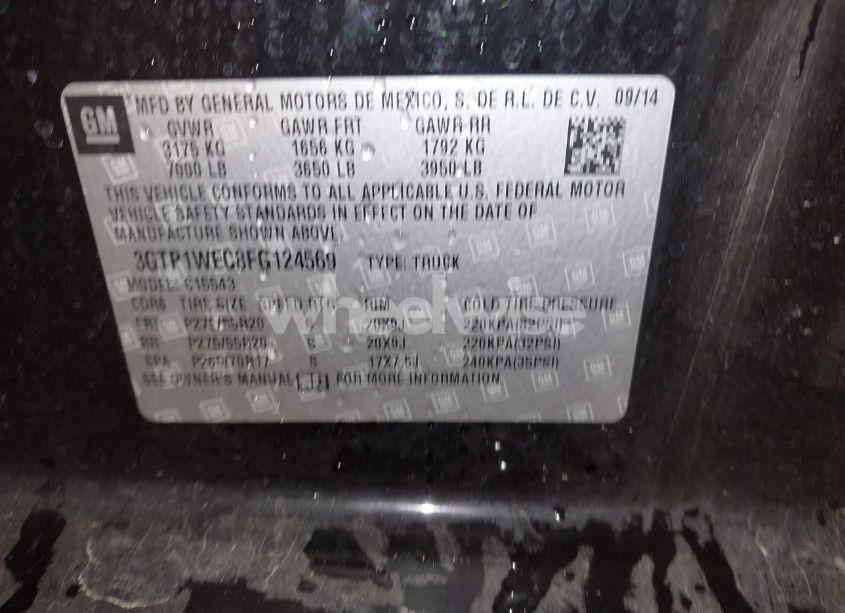 GM
MFD BY GENERAL MOTORS DE MEXICO, S. DE R.L. DE C.V. 09/14
GVWR GAWR FRT GAWR RR
3175 KG 1656 KG 1792 KG
7000 LB 3650 LB 3950 LB
THIS VEHICLE CONFORMS TO ALL APPLICABLE U.S. FEDERAL MOTOR
VEHICLE SAFETY STANDARDS IN EFFECT ON THE DATE OF
MANUFACTURE SHOWN ABOVE.
3GTP1WEC8FG124569 TYPE: TRUCK
MODEL: C15543
TIRE SIZE SPEED RTG RIM COLD TIRE PRESSURE
FRT P275/55R20 S 20X9J 220KPA(32PSI)
RR P275/55R20 S 20X9J 220KPA(32PSI)
SPA P265/70R17 S 17X7.5J 240KPA(35PSI)
SEE OWNER'S MANUAL FOR MORE INFORMATION
wheelwise